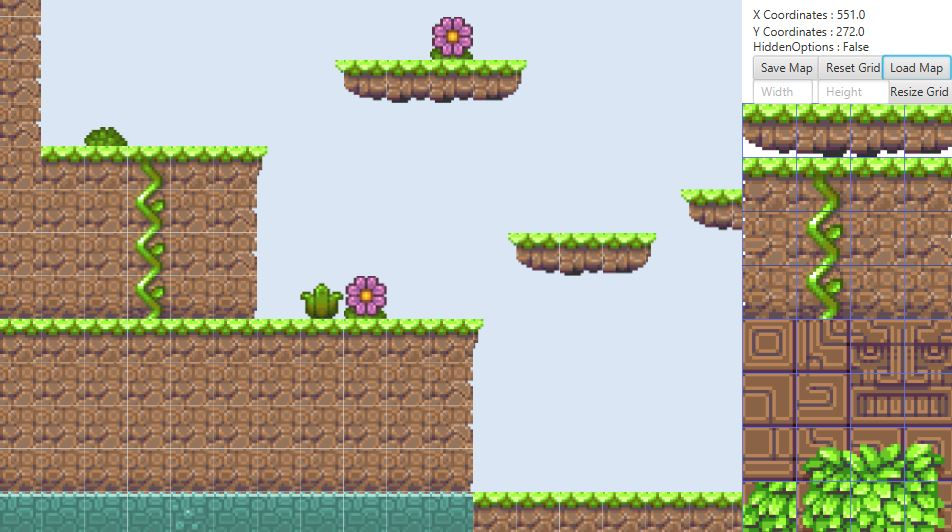 X Coordinates : 551.0
Y Coordinates : 272.0
HiddenOptions : False
Save Map Reset Grid Load Map
Width Height Resize Grid